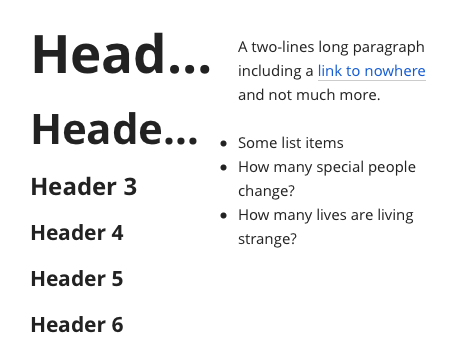 Head...
Heade...
Header 3
Header 4
Header 5
Header 6
A two-lines long paragraph
including a link to nowhere
and not much more.
• Some list items
• How many special people
change?
• How many lives are living
strange?